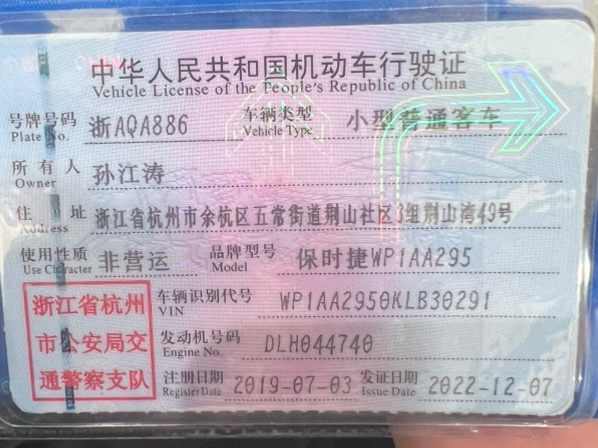 中华人民共和国机动车行驶证
Vehicle License of the People's Republic of China
号牌号码 浙AQA886 车辆类型 小型普通客车
Plate No. Vehicle Type
所有人 孙江涛
Owner
住址 浙江省杭州市余杭区五常街道荆山社区3组荆山湾49号
Address
使用性质 非营运 品牌型号 保时捷WP1AA295
Use Character Model
浙江省杭州
市公安局交
通警察支队
车辆识别代号 WP1AA2950KLB30291
VIN
发动机号码 DLH044740
Engine No.
注册日期 2019-07-03 发证日期 2022-12-07
Register Date Issue Date